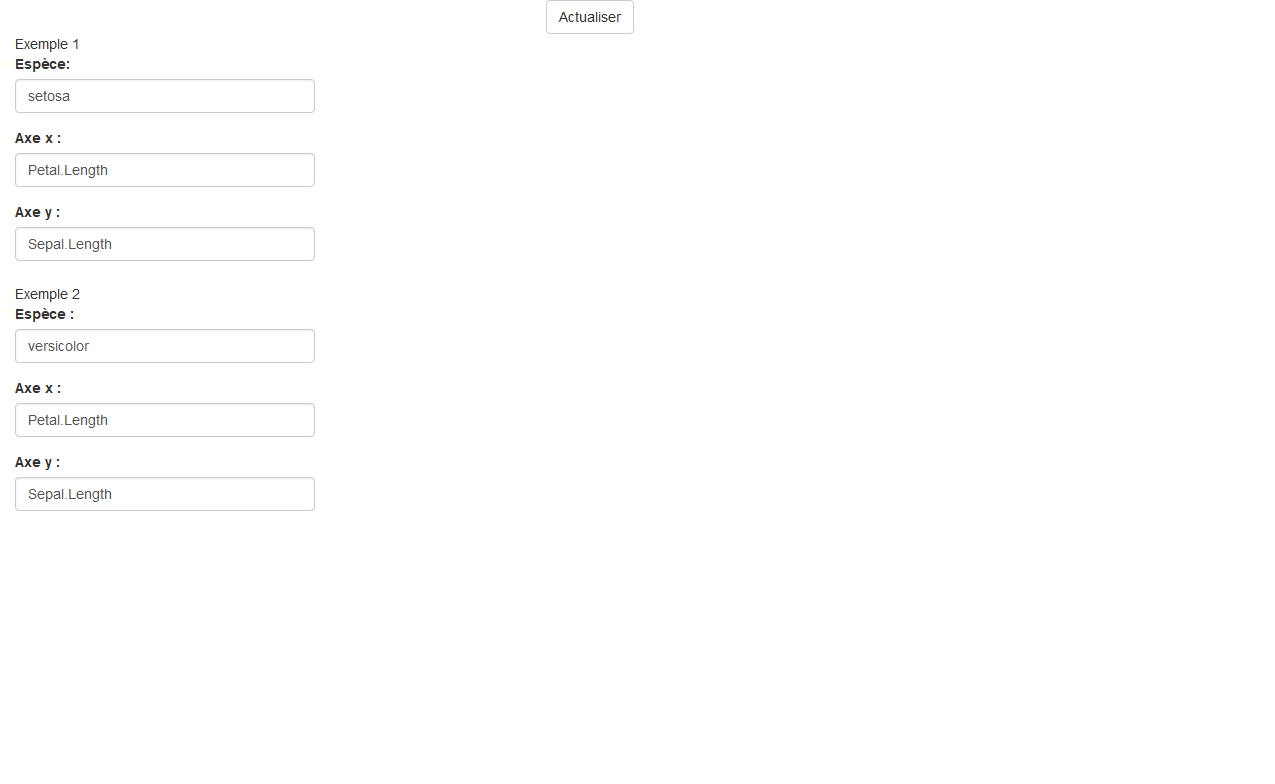 Actualiser
Exemple 1
Espèce:
setosa
Axe x :
Petal.Length
Axe y :
Sepal.Length
Exemple 2
Espèce :
versicolor
Axe x :
Petal.Length
Axe y :
Sepal.Length